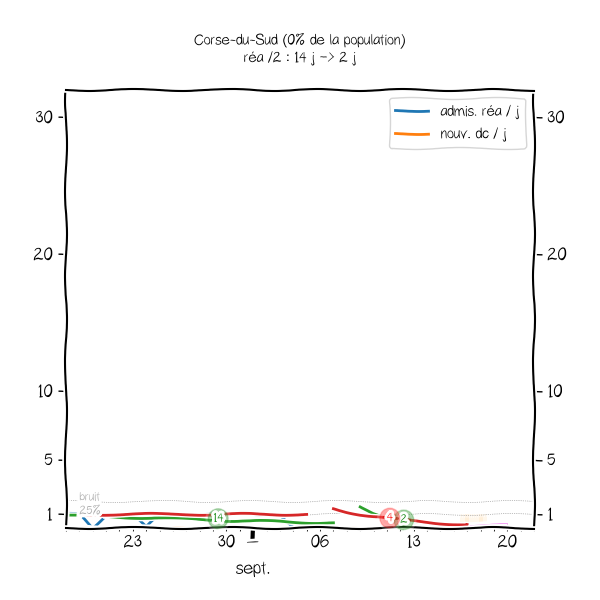 Corse-du-Sud (0% de la population)
réa /2 : 14 j -> 2 j
admis. réa / j
nouv. dc / j
30 30
20 20
10 10
5 5
bruit
25%
1 14 4 2 1
23 30 06 13 20
sept.